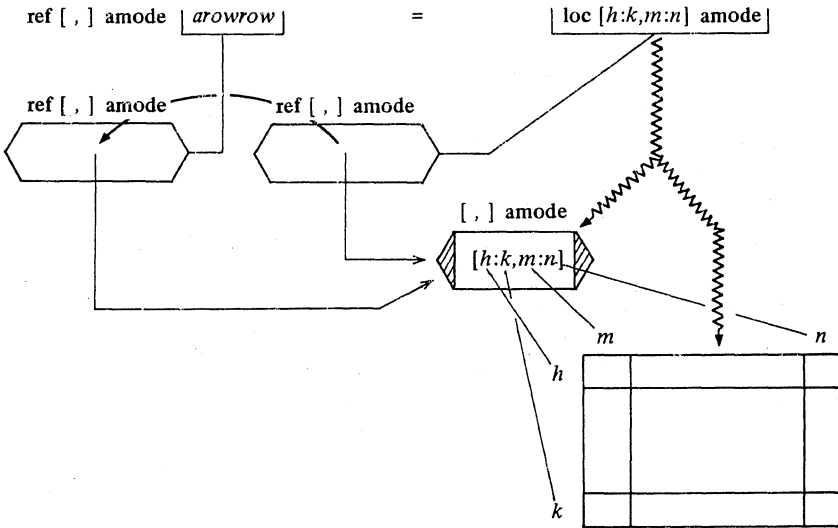 ref [ , ] amode arowrow = loc [h:k,m:n] amode
ref [ , ] amode ref [ , ] amode
[ , ] amode
[h:k,m:n]
m n
h
k